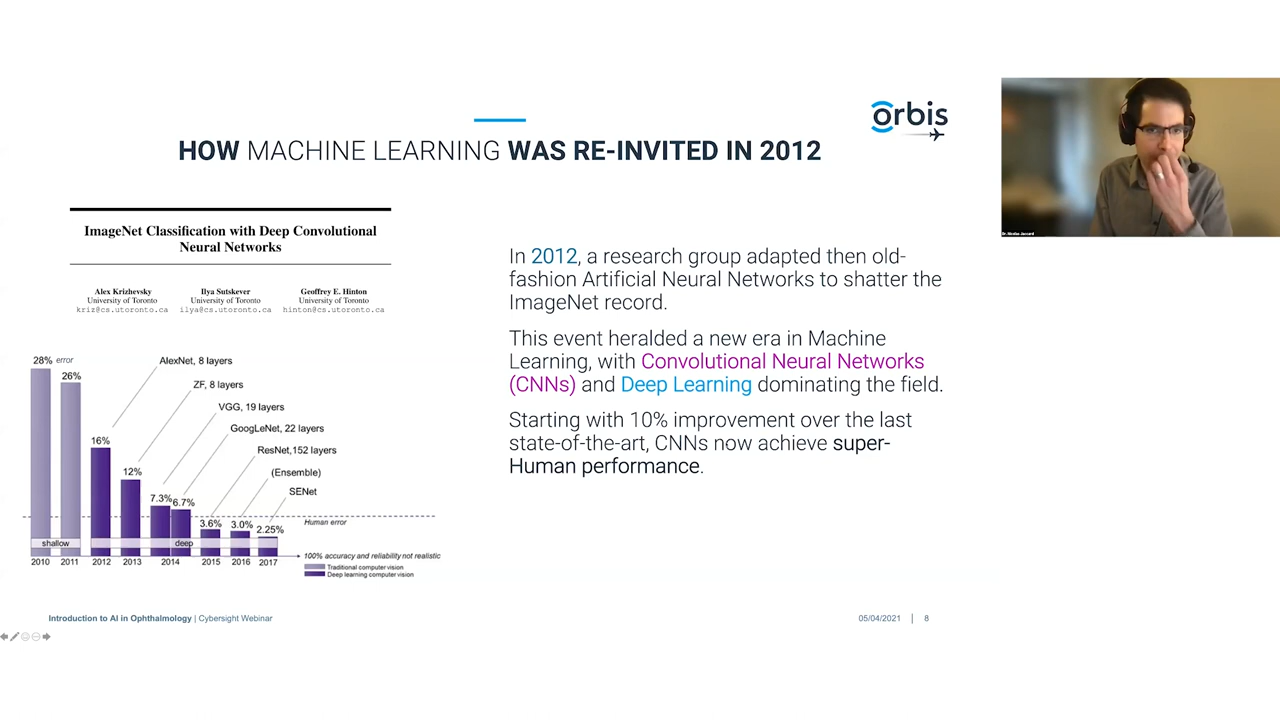 orbis
HOW MACHINE LEARNING WAS RE-INVITED IN 2012
ImageNet Classification with Deep Convolutional
Neural Networks
Alex Krizhevsky
University of Toronto
kriz@cs.utoronto.ca
Ilya Sutskever
University of Toronto
ilya@cs.utoronto.ca
Geoffrey E. Hinton
University of Toronto
hinton@cs.utoronto.ca
28% error
26%
16%
12%
7.3%
6.7%
3.6%
3.0%
2.25%
AlexNet, 8 layers
ZF, 8 layers
VGG, 19 layers
GoogLeNet, 22 layers
ResNet, 152 layers
(Ensemble)
SENet
Human error
shallow
deep
2010 2011 2012 2013 2014 2015 2016 2017
100% accuracy and reliability not realistic
Traditional computer vision
Deep learning computer vision
In 2012, a research group adapted then old-
fashion Artificial Neural Networks to shatter the
ImageNet record.
This event heralded a new era in Machine
Learning, with Convolutional Neural Networks
(CNNs) and Deep Learning dominating the field.
Starting with 10% improvement over the last
state-of-the-art, CNNs now achieve super-
Human performance.
Introduction to AI in Ophthalmology | Cybersight Webinar
05/04/2021 | 8
Dr. Nicolas Jaccard